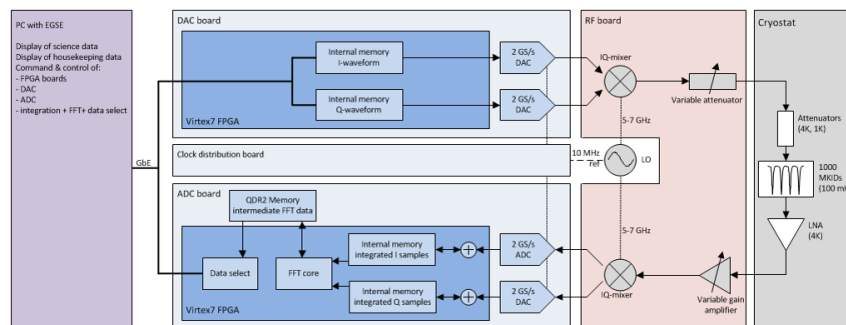 PC with EGSE
Display of science data
Display of housekeeping data
Command & control of:
- FPGA boards
- DAC
- ADC
- integration + FFT+ data select
GbE
DAC board
Internal memory
I-waveform
Internal memory
Q-waveform
Virtex7 FPGA
2 GS/s
DAC
2 GS/s
DAC
Clock distribution board
10 MHz
ref
ADC board
QDR2 Memory
intermediate FFT data
Data select
FFT core
Internal memory
integrated I samples
Internal memory
integrated Q samples
Virtex7 FPGA
2 GS/s
ADC
2 GS/s
DAC
RF board
IQ-mixer
Variable attenuator
5-7 GHz
LO
5-7 GHz
IQ-mixer
Variable gain
amplifier
Cryostat
Attenuators
(4K, 1K)
1000
MKIDs
(100 m
LNA
(4K)